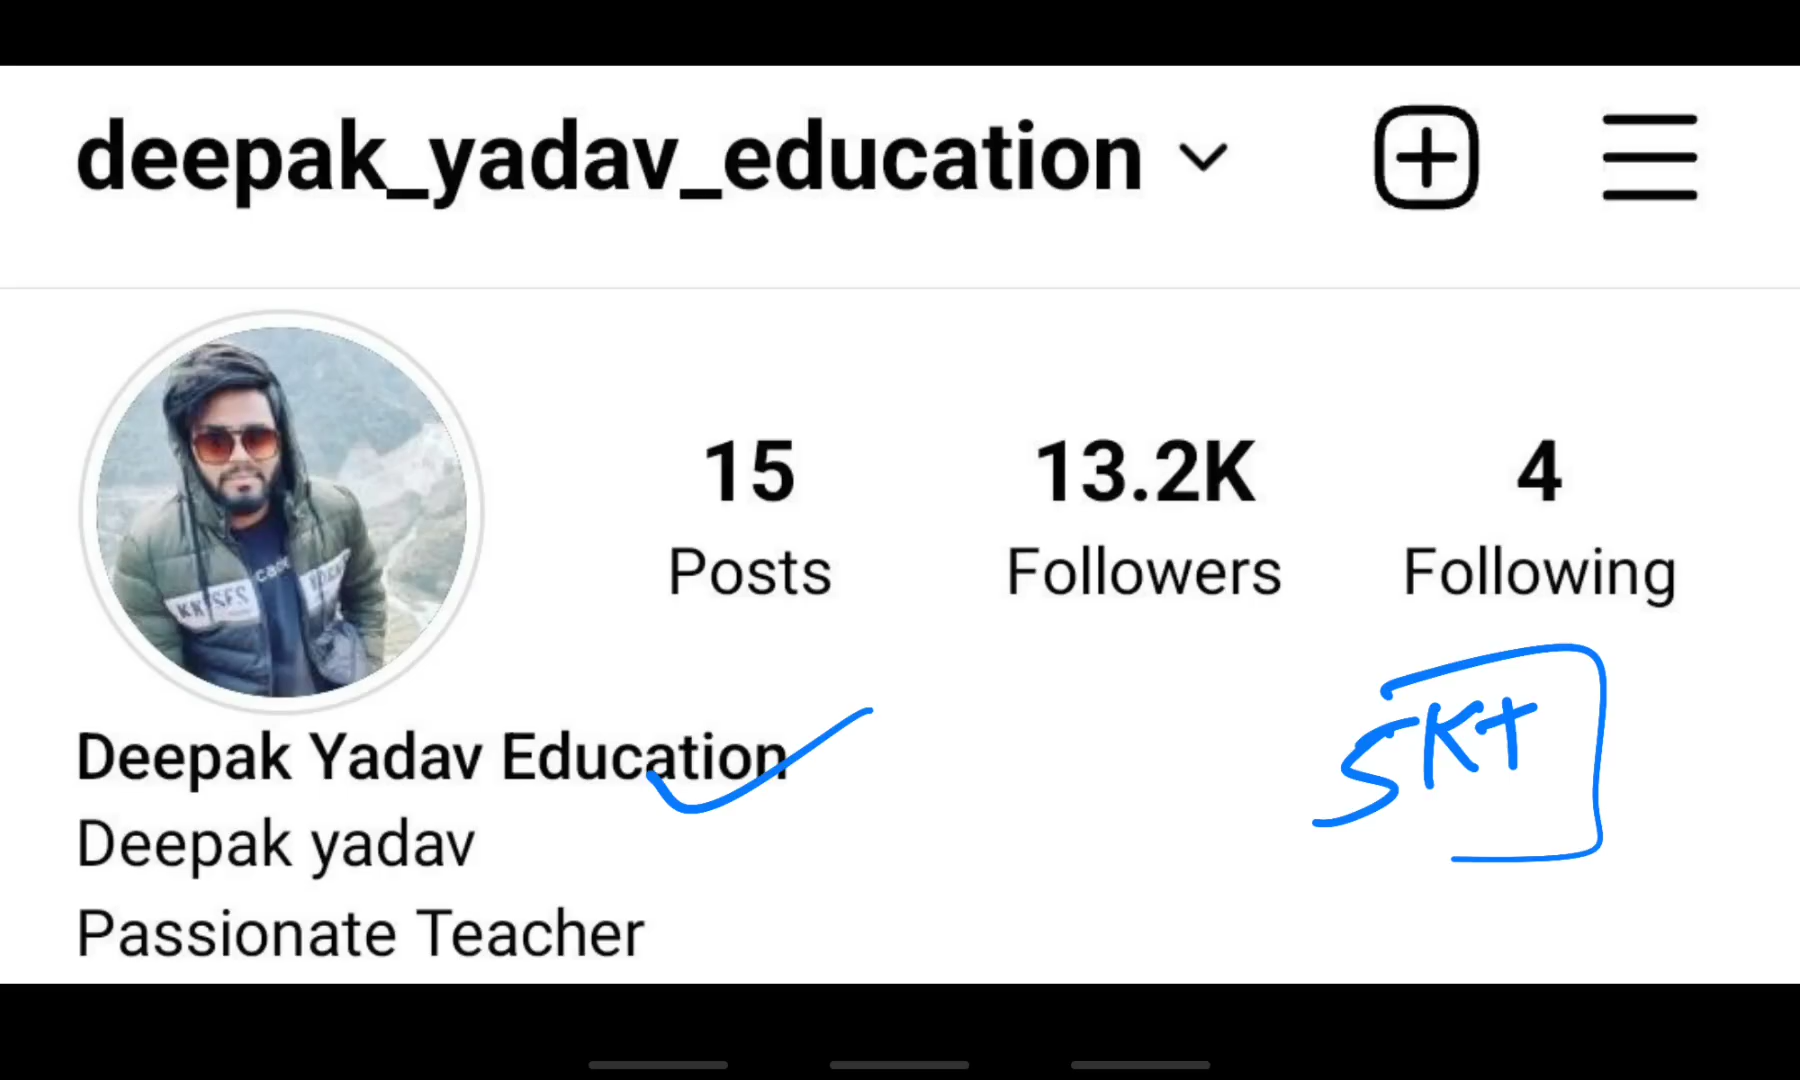 deepak_yadav_education
15 13.2K 4
Posts Followers Following
5K+
Deepak Yadav Education
Deepak yadav
Passionate Teacher